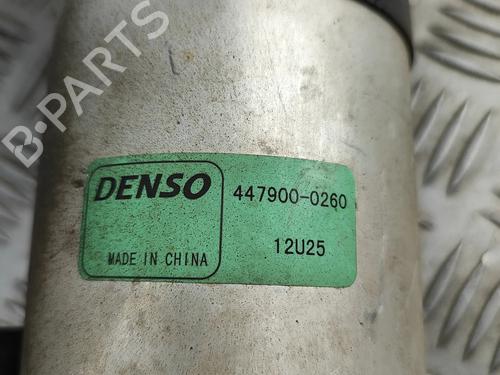 B-PARTS
DENSO
447900-0260
12U25
MADE IN CHINA